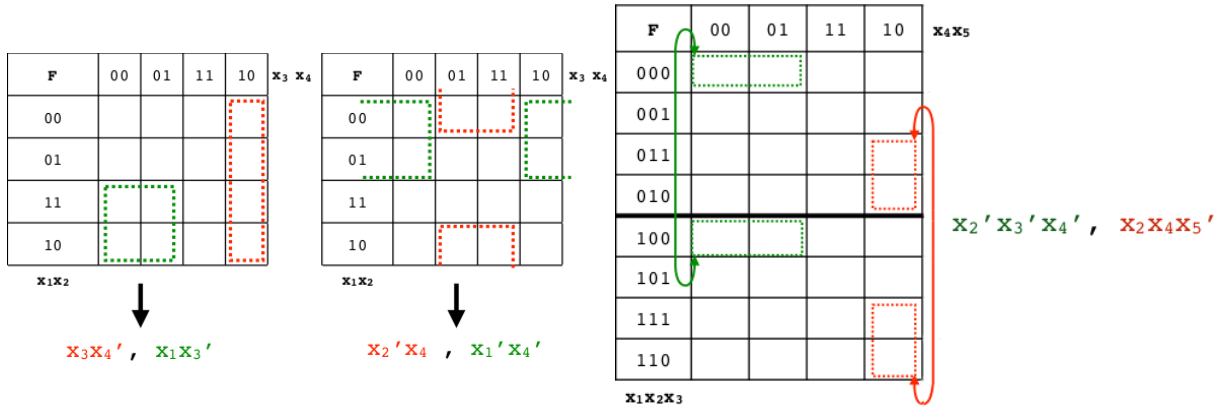 F 00 01 11 10 x₃ x₄
00
01
11
10
x₁x₂
x₃x₄′, x₁x₃′
F 00 01 11 10 x₃ x₄
00
01
11
10
x₁x₂
x₂′x₄ , x₁′x₄′
F 00 01 11 10 x₄x₅
000
001
011
010
100
101
111
110
x₁x₂x₃
x₂′x₃′x₄′, x₂x₄x₅′